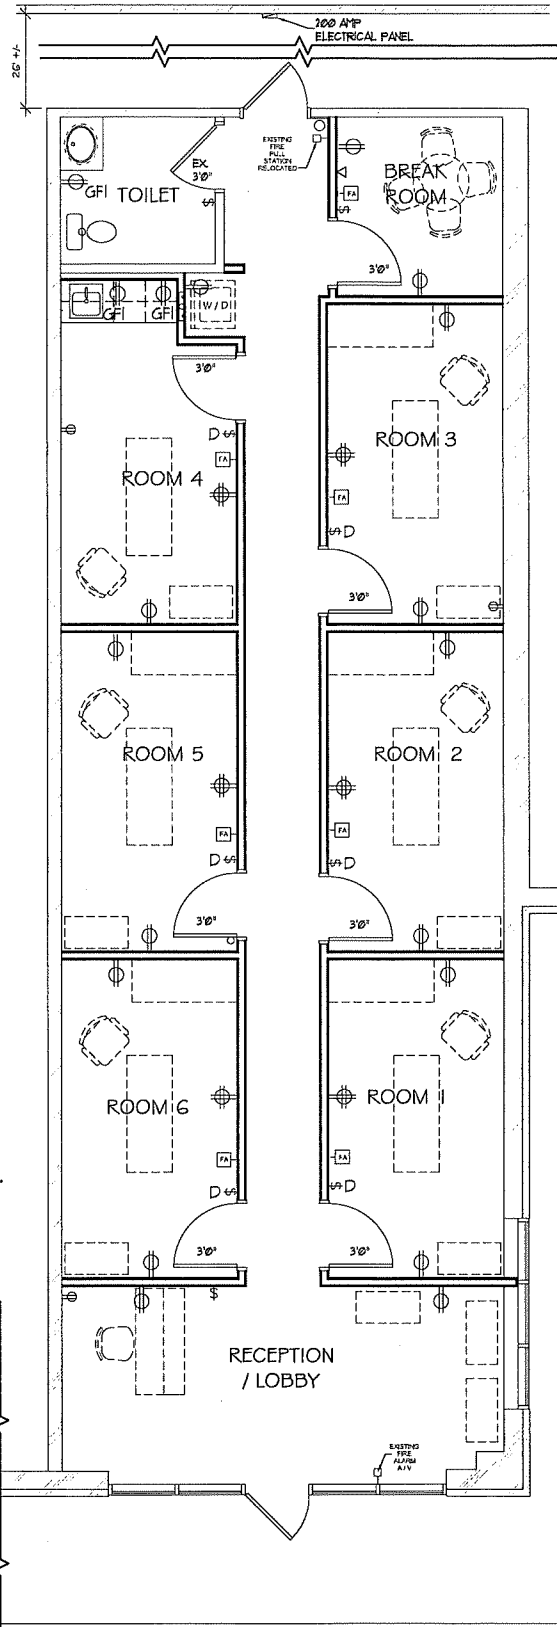 200 AMP
ELECTRICAL PANEL
26' +/-
EXISTING
FIRE
PULL
STATION
RELOCATED
EX
3'0"
GFI
TOILET
$
BREAK
ROOM
FA
$
3'0"
W/D
GFI
GFI
3'0"
D $
FA
ROOM 4
ROOM 3
FA
$ D
3'0"
ROOM 5
FA
D $
3'0"
ROOM 2
FA
$ D
3'0"
ROOM 6
FA
D $
3'0"
ROOM 1
FA
$ D
3'0"
$
RECEPTION
/ LOBBY
EXISTING
FIRE
ALARM
A/V